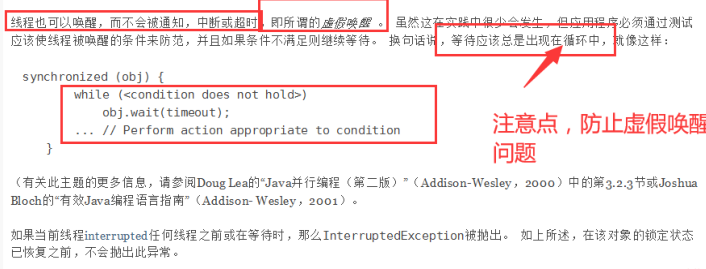 线程也可以唤醒，而不会被通知，中断或超时，即所谓的虚假唤醒 。 虽然这在实践中很少会发生，但应用程序必须通过测试
应该使线程被唤醒的条件来防范，并且如果条件不满足则继续等待。 换句话说，等待应该总是出现在循环中，就像这样：
synchronized (obj) {
while (<condition does not hold>)
obj.wait(timeout);
... // Perform action appropriate to condition
}
注意点，防止虚假唤醒
问题
（有关此主题的更多信息，请参阅Doug Lea的“Java并行编程（第二版）”（Addison-Wesley，2000）中的第3.2.3节或Joshua
Bloch的“有效Java编程语言指南”（Addison- Wesley，2001）。
如果当前线程interrupted任何线程之前或在等待时，那么InterruptedException被抛出。 如上所述，在该对象的锁定状态
已恢复之前，不会抛出此异常。